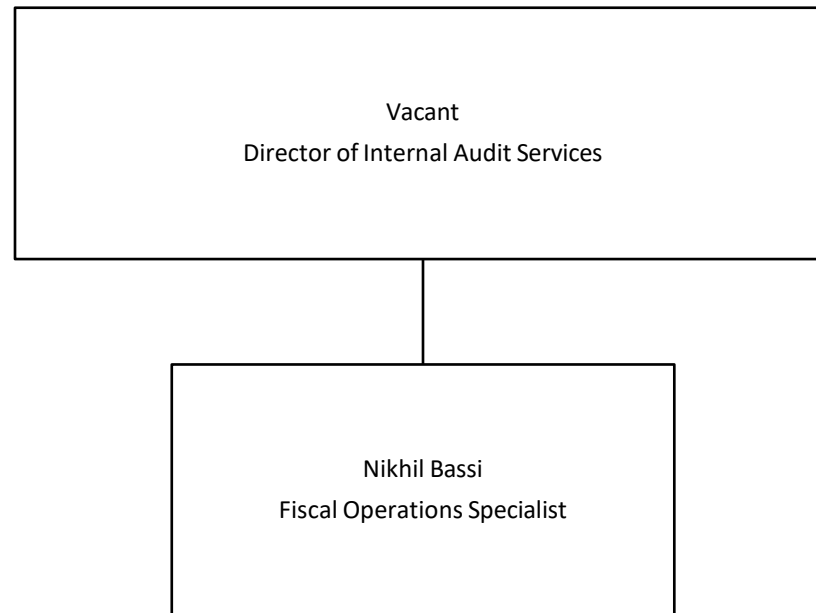 Vacant
Director of Internal Audit Services
Nikhil Bassi
Fiscal Operations Specialist